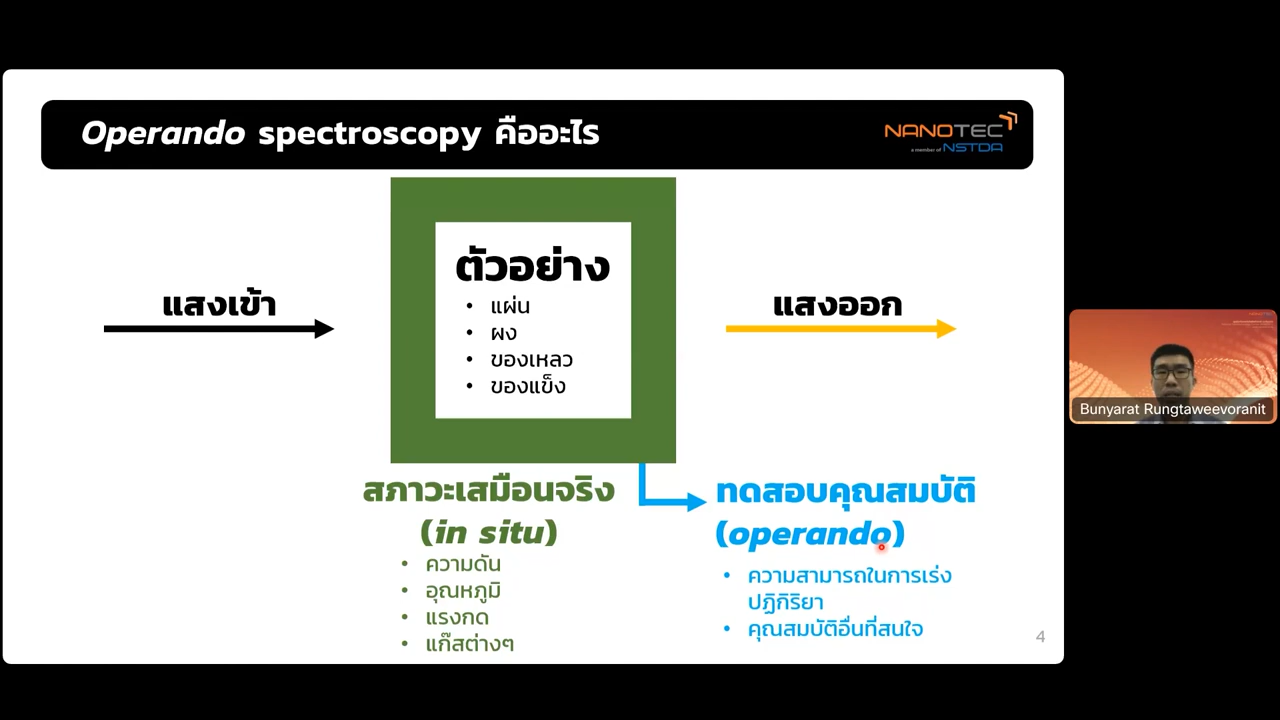 Operando spectroscopy คืออะไร
NANOTEC
a member of NSTDA
ตัวอย่าง
• แผ่น
• ผง
• ของเหลว
• ของแข็ง
แสงเข้า
แสงออก
สภาวะเสมือนจริง
(in situ)
• ความดัน
• อุณหภูมิ
• แรงกด
• แก๊สต่างๆ
ทดสอบคุณสมบัติ
(operando)
• ความสามารถในการเร่ง
ปฏิกิริยา
• คุณสมบัติอื่นที่สนใจ
4
Bunyarat Rungtaweevoranit